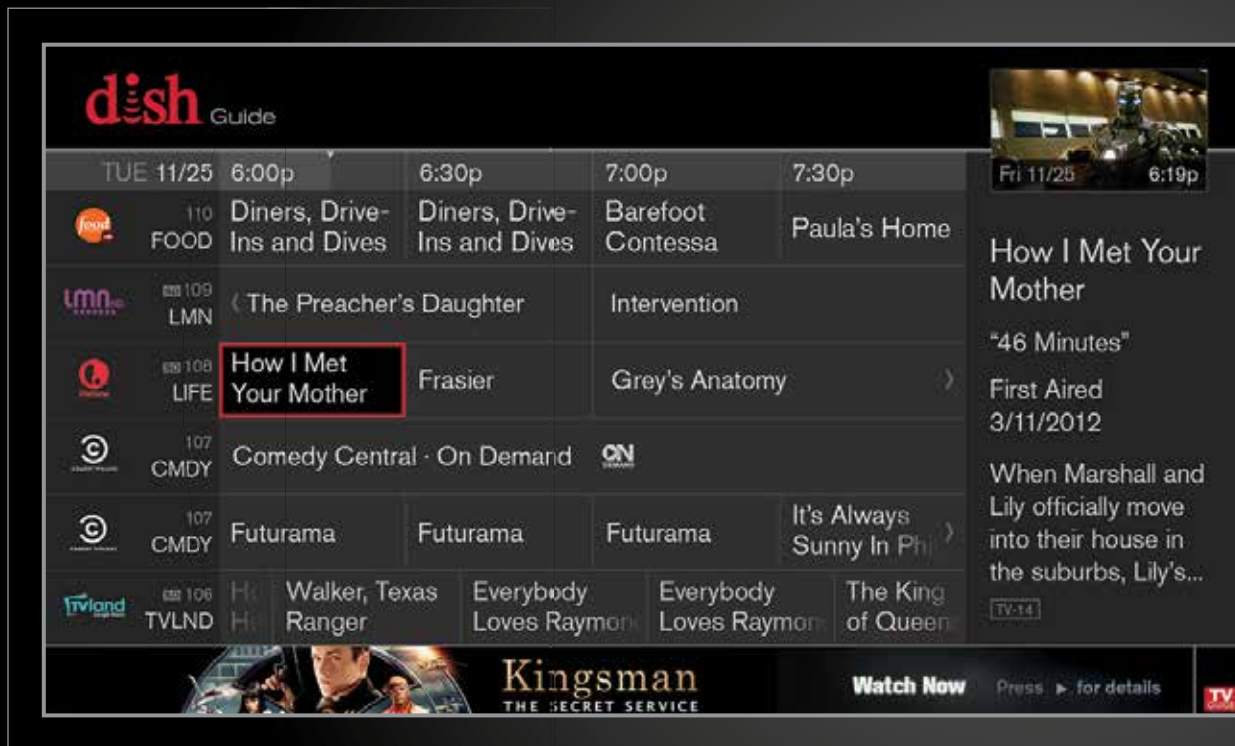 dish Guide
Fri 11/25 6:19p
TUE 11/25 6:00p 6:30p 7:00p 7:30p
food
110
FOOD
Diners, Drive-
Ins and Dives
Diners, Drive-
Ins and Dives
Barefoot
Contessa
Paula's Home
lmn
109
LMN
The Preacher's Daughter
Intervention
108
LIFE
How I Met
Your Mother
Frasier
Grey's Anatomy
107
CMDY
Comedy Central · On Demand
ON
DEMAND
107
CMDY
Futurama
Futurama
Futurama
It's Always
Sunny In Ph
tvland
106
TVLND
Walker, Texas
Ranger
Everybody
Loves Raymon
Everybody
Loves Raymon
The King
of Queen
How I Met Your
Mother
“46 Minutes”
First Aired
3/11/2012
When Marshall and
Lily officially move
into their house in
the suburbs, Lily's...
TV-14
Kingsman
THE SECRET SERVICE
Watch Now
Press ▶ for details
TV
GUIDE